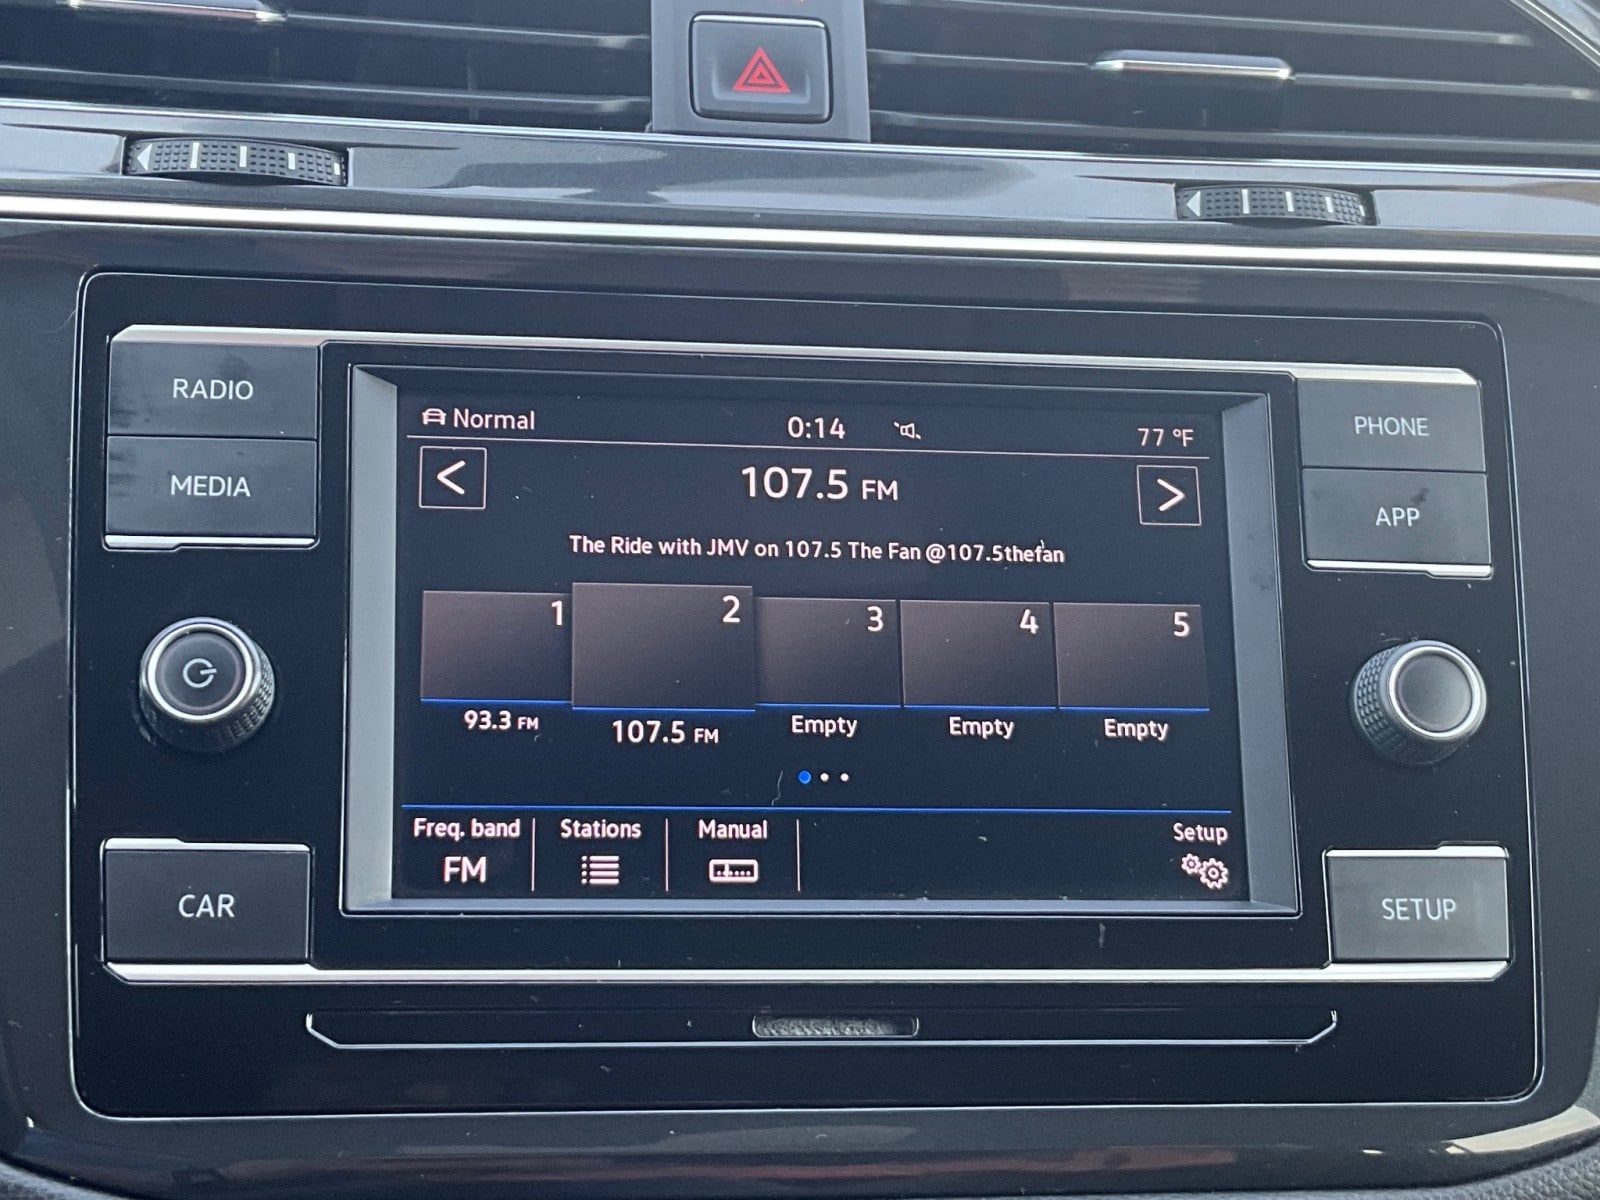 RADIO
MEDIA
CAR
PHONE
APP
SETUP
Normal
0:14
77 °F
<
107.5 FM
>
The Ride with JMV on 107.5 The Fan @107.5thefan
1
2
3
4
5
93.3 FM
107.5 FM
Empty
Empty
Empty
Freq. band
FM
Stations
Manual
Setup